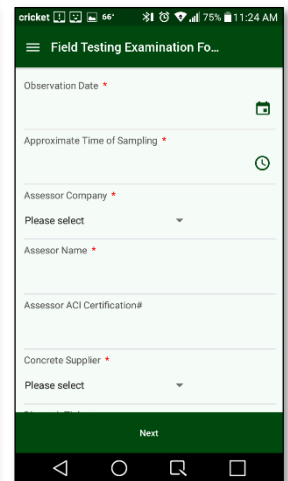 cricket 66° 75% 11:24 AM
Field Testing Examination Fo...
Observation Date *
Approximate Time of Sampling *
Assessor Company *
Please select
Assesor Name *
Assessor ACI Certification#
Concrete Supplier *
Please select
Next